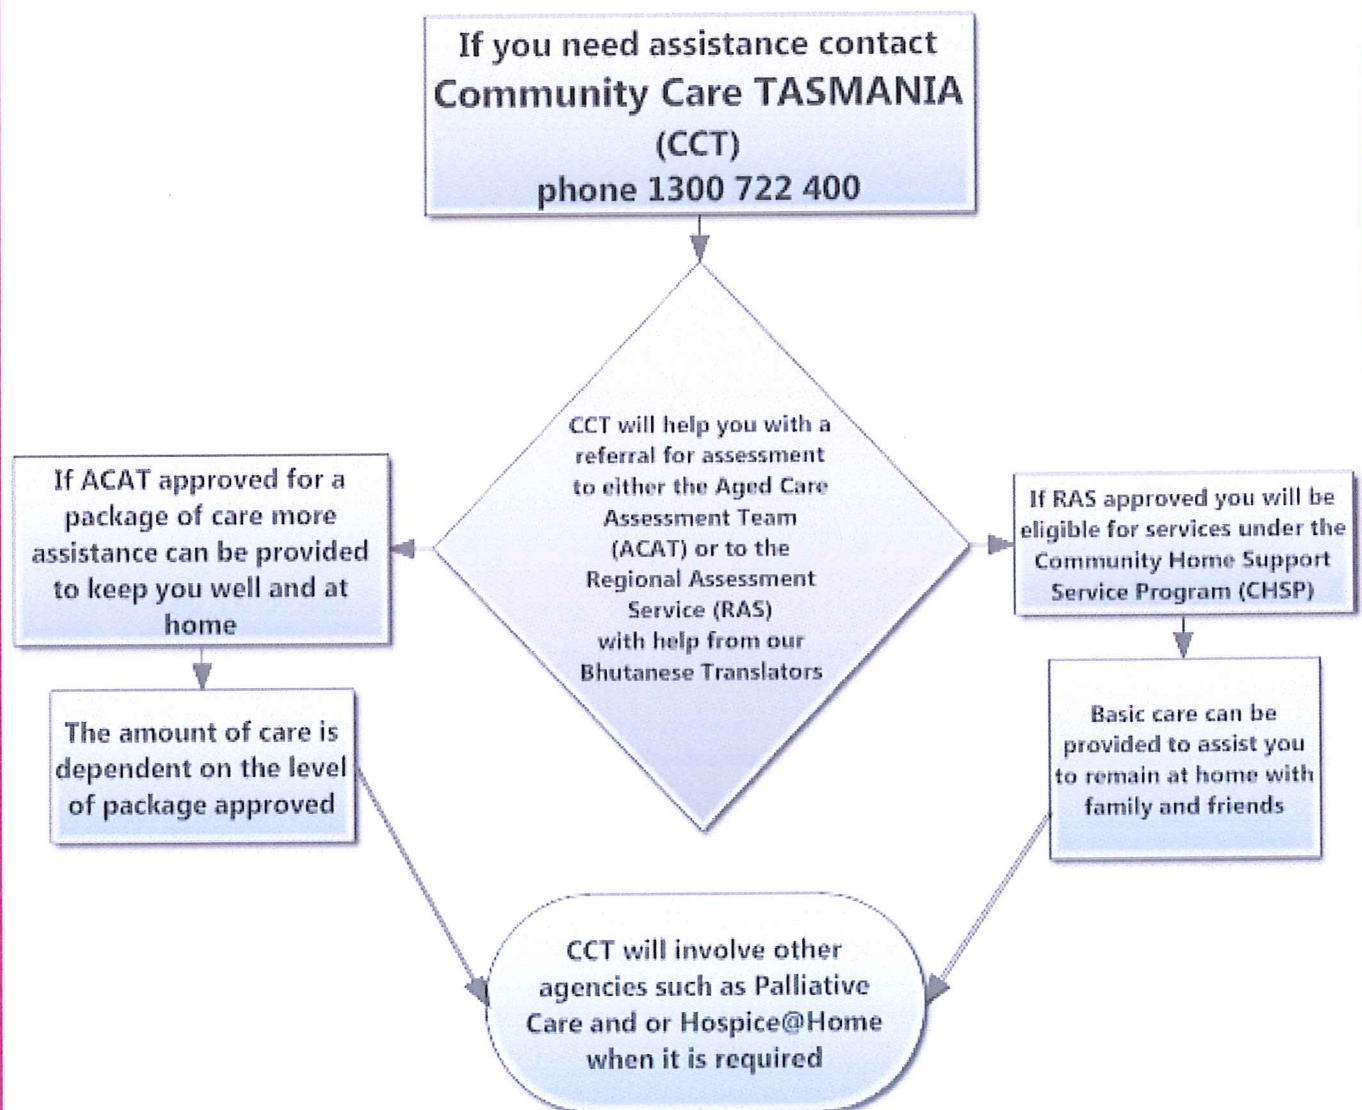 If you need assistance contact
Community Care TASMANIA
(CCT)
phone 1300 722 400
CCT will help you with a
referral for assessment
to either the Aged Care
Assessment Team
(ACAT) or to the
Regional Assessment
Service (RAS)
with help from our
Bhutanese Translators
If ACAT approved for a
package of care more
assistance can be provided
to keep you well and at
home
The amount of care is
dependent on the level
of package approved
If RAS approved you will be
eligible for services under the
Community Home Support
Service Program (CHSP)
Basic care can be
provided to assist you
to remain at home with
family and friends
CCT will involve other
agencies such as Palliative
Care and or Hospice@Home
when it is required